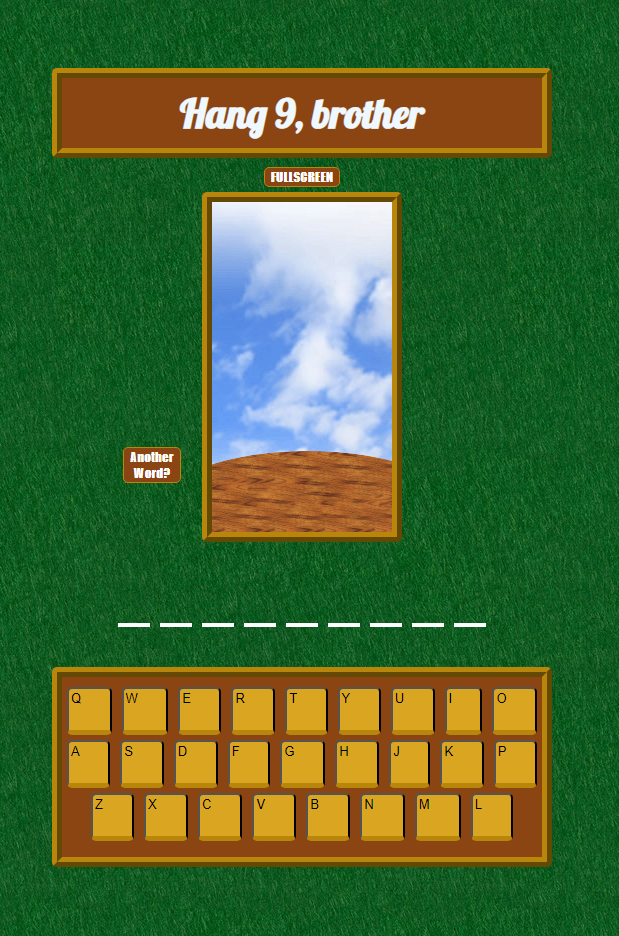 Hang 9, brother
FULLSCREEN
Another
Word?
Q W E R T Y U I O
A S D F G H J K P
Z X C V B N M L